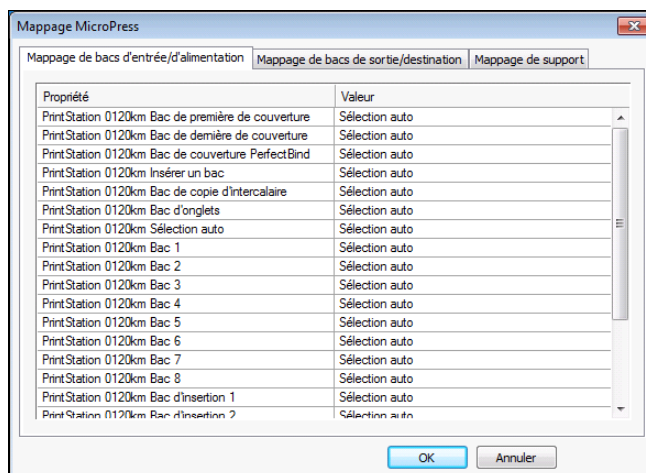 Mappage MicroPress
Mappage de bacs d'entrée/d'alimentation Mappage de bacs de sortie/destination Mappage de support
Propriété Valeur
PrintStation 0120km Bac de première de couverture Sélection auto
PrintStation 0120km Bac de dernière de couverture Sélection auto
PrintStation 0120km Bac de couverture PerfectBind Sélection auto
PrintStation 0120km Insérer un bac Sélection auto
PrintStation 0120km Bac de copie d'intercalaire Sélection auto
PrintStation 0120km Bac d'onglets Sélection auto
PrintStation 0120km Sélection auto Sélection auto
PrintStation 0120km Bac 1 Sélection auto
PrintStation 0120km Bac 2 Sélection auto
PrintStation 0120km Bac 3 Sélection auto
PrintStation 0120km Bac 4 Sélection auto
PrintStation 0120km Bac 5 Sélection auto
PrintStation 0120km Bac 6 Sélection auto
PrintStation 0120km Bac 7 Sélection auto
PrintStation 0120km Bac 8 Sélection auto
PrintStation 0120km Bac d'insertion 1 Sélection auto
PrintStation 0120km Bac d'insertion 2 Sélection auto
OK Annuler